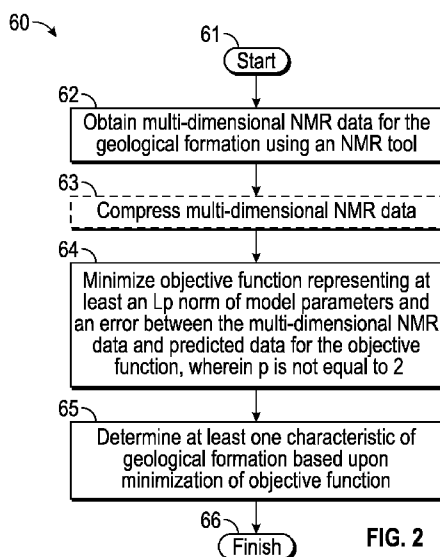 60
61
Start
62
Obtain multi-dimensional NMR data for the
geological formation using an NMR tool
63
Compress multi-dimensional NMR data
64
Minimize objective function representing at
least an Lp norm of model parameters and
an error between the multi-dimensional NMR
data and predicted data for the objective
function, wherein p is not equal to 2
65
Determine at least one characteristic of
geological formation based upon
minimization of objective function
66
Finish
FIG. 2